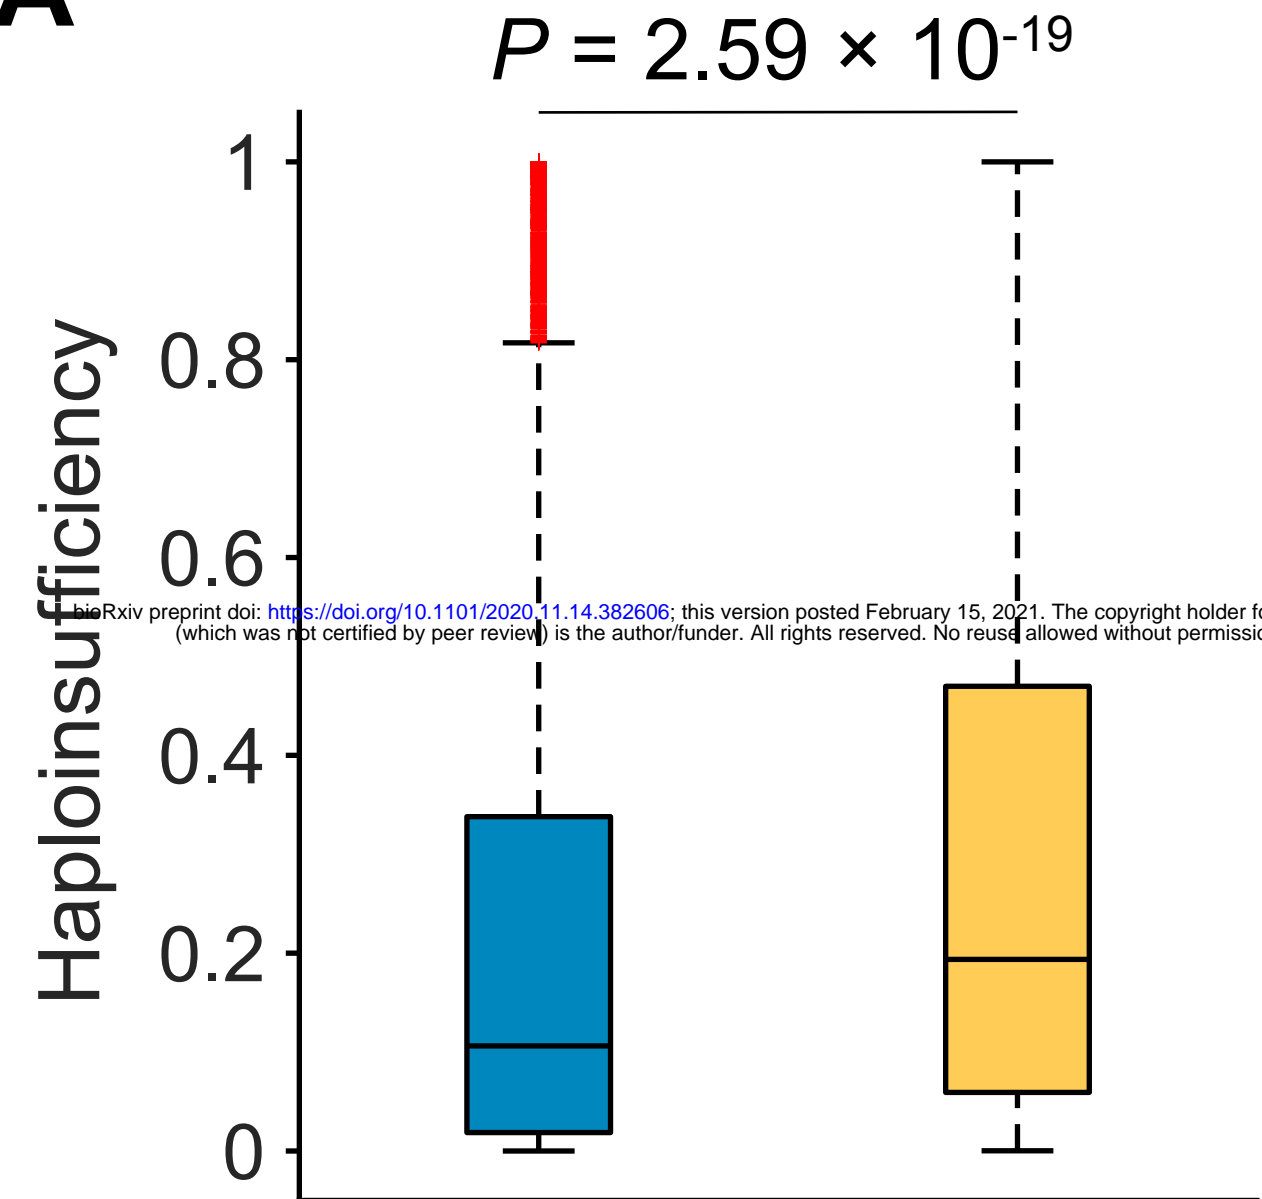 A
P = 2.59 × 10-19
1
0.8
0.6
0.4
0.2
0
Haploinsufficiency
bioRxiv preprint doi: https://doi.org/10.1101/2020.11.14.382606; this version posted February 15, 2021. The copyright holder
(which was not certified by peer review) is the author/funder. All rights reserved. No reuse allowed without